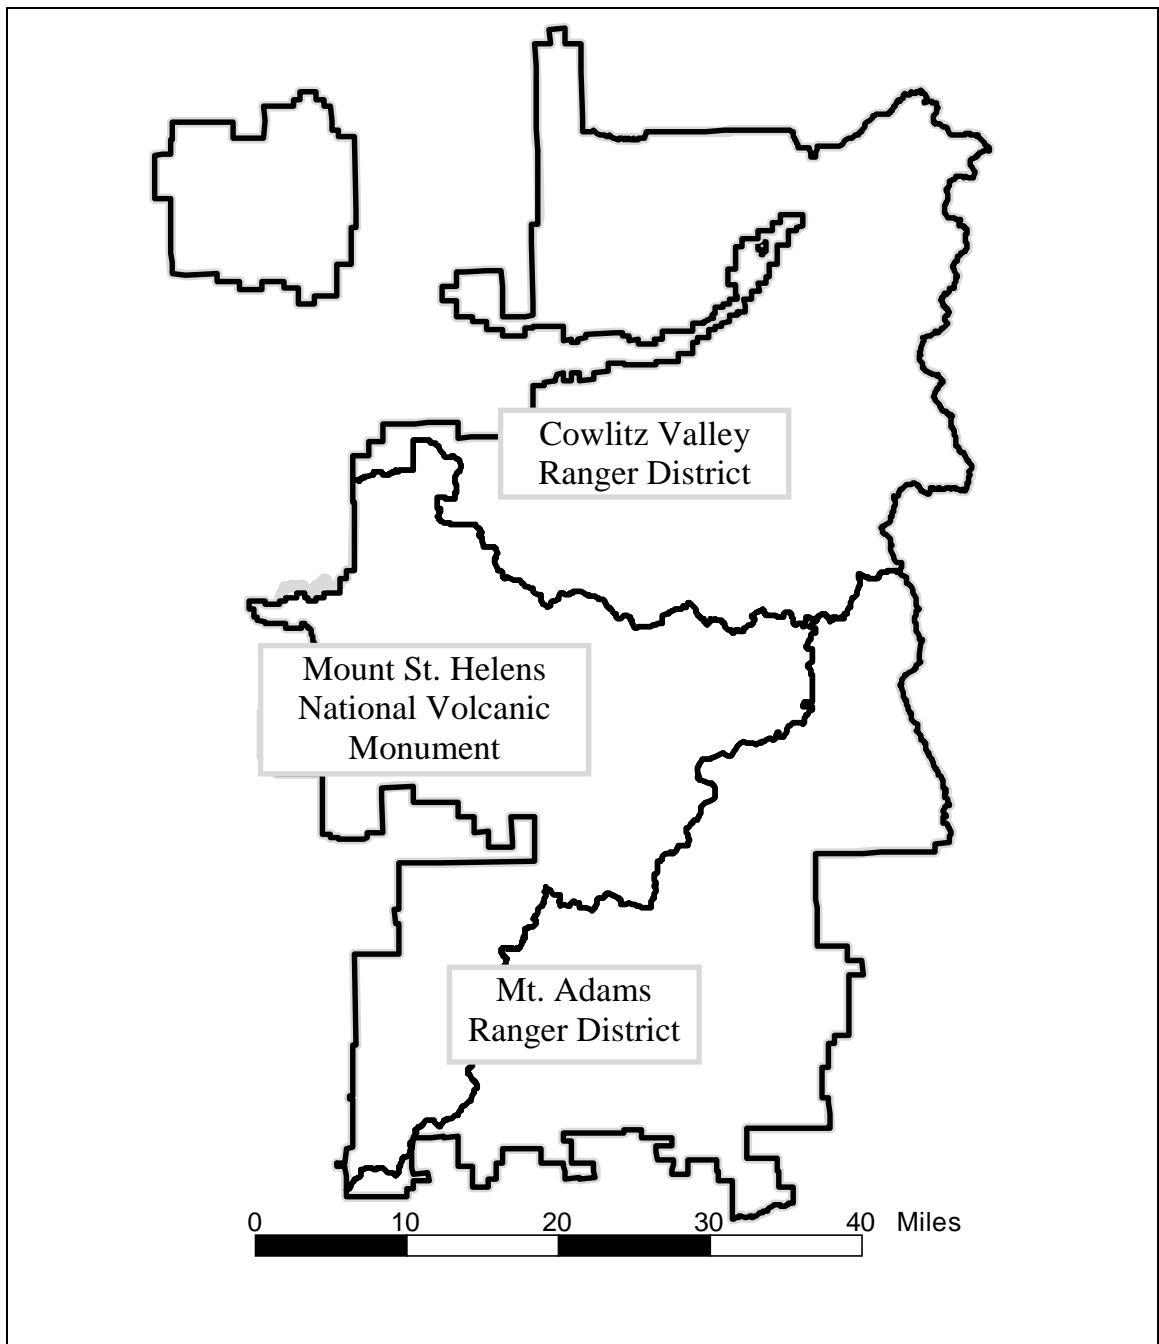 Cowlitz Valley
Ranger District
Mount St. Helens
National Volcanic
Monument
Mt. Adams
Ranger District
0 10 20 30 40 Miles